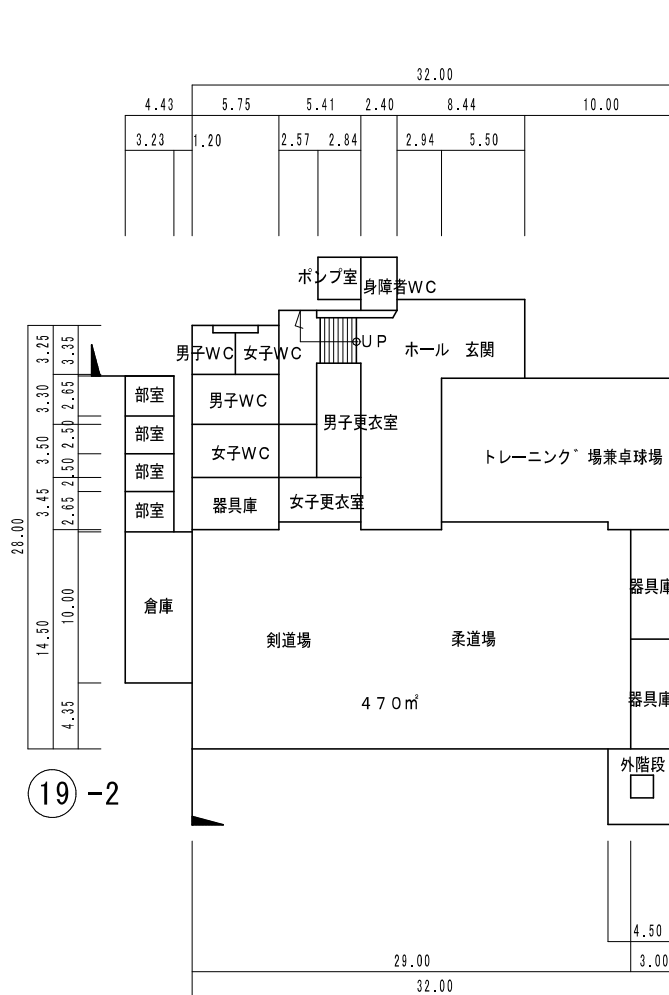 32.00
4.43 5.75 5.41 2.40 8.44 10.00
3.23 1.20 2.57 2.84 2.94 5.50
ポンプ室
身障者WC
男子WC 女子WC
UP
ホール 玄関
3.25 3.35
3.30 2.65
3.50 2.50
2.50
3.45 2.65
28.00
14.50 10.00
4.35
部室
部室
部室
部室
男子WC
女子WC
器具庫
男子更衣室
女子更衣室
トレーニング゛場兼卓球場
倉庫
剣道場
柔道場
470㎡
器具庫
器具庫
外階段
19-2
4.50
29.00 3.00
32.00